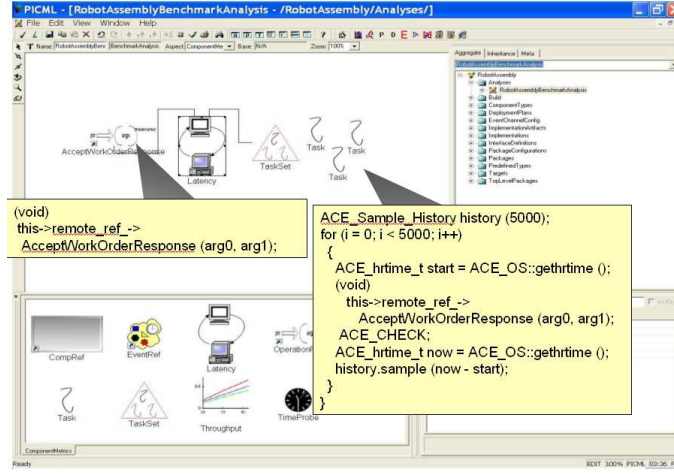 PICML - [RobotAssemblyBenchmarkAnalysis - /RobotAssembly/Analyses/]
File Edit View Window Help
Name: RobotAssemblyBenc BenchmarkAnalysis Aspect: ComponentMe Base: N/A Zoom: 100%
Aggregate Inheritance Meta
RobotAssemblyBenchmarkAnalysis
RobotAssembly
Analyses
RobotAssemblyBenchmarkAnalysis
Build
ComponentTypes
DeploymentPlans
EventChannelConfig
ImplementationArtifacts
Implementations
InterfaceDefinitions
PackageConfigurations
Packages
PredefinedTypes
Targets
TopLevelPackages
AcceptWorkOrderResponse
Latency
TaskSet
Task
Task
Task
(void)
this->remote_ref_->
AcceptWorkOrderResponse (arg0, arg1);
ACE_Sample_History history (5000);
for (i = 0; i < 5000; i++)
{
ACE_hrtime_t start = ACE_OS::gethrtime ();
(void)
this->remote_ref_->
AcceptWorkOrderResponse (arg0, arg1);
ACE_CHECK;
ACE_hrtime_t now = ACE_OS::gethrtime ();
history.sample (now - start);
}
}
CompRef
EventRef
Latency
Task
TaskSet
Throughput
TimeProbe
ComponentMetrics
Ready
EDIT 100% PICML 03:36